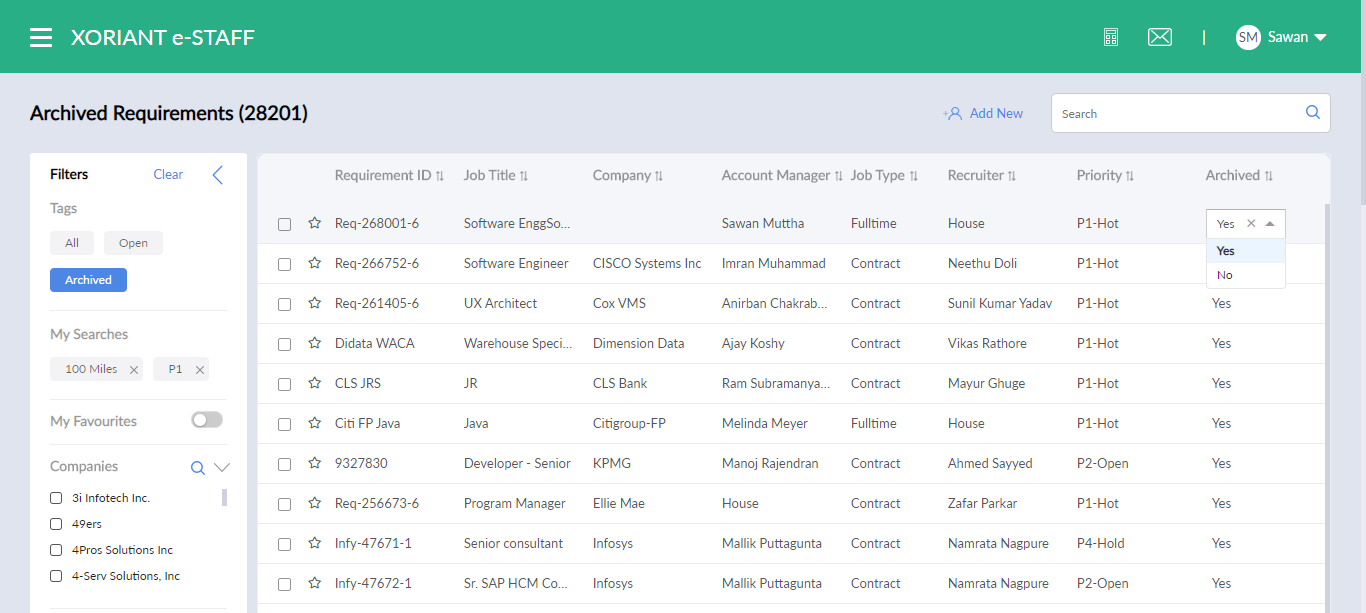 XORIANT e-STAFF
SM Sawan
Archived Requirements (28201)
Add New
Search
Filters Clear
Tags
All Open
Archived
My Searches
100 Miles P1
My Favourites
Companies
3i Infotech Inc.
49ers
4Pros Solutions Inc
4-Serv Solutions, Inc
Requirement ID Job Title Company Account Manager Job Type Recruiter Priority Archived
Req-268001-6 Software EnggSo... Sawan Muttha Fulltime House P1-Hot Yes
Yes
No
Req-266752-6 Software Engineer CISCO Systems Inc Imran Muhammad Contract Neethu Doli P1-Hot
Req-261405-6 UX Architect Cox VMS Anirban Chakrab... Contract Sunil Kumar Yadav P1-Hot Yes
Didata WACA Warehouse Speci... Dimension Data Ajay Koshy Contract Vikas Rathore P1-Hot Yes
CLS JRS JR CLS Bank Ram Subramanya... Contract Mayur Ghuge P1-Hot Yes
Citi FP Java Java Citigroup-FP Melinda Meyer Fulltime House P1-Hot Yes
9327830 Developer - Senior KPMG Manoj Rajendran Contract Ahmed Sayyed P2-Open Yes
Req-256673-6 Program Manager Ellie Mae House Contract Zafar Parkar P1-Hot Yes
Infy-47671-1 Senior consultant Infosys Mallik Puttagunta Contract Namrata Nagpure P4-Hold Yes
Infy-47672-1 Sr. SAP HCM Co... Infosys Mallik Puttagunta Contract Namrata Nagpure P2-Open Yes